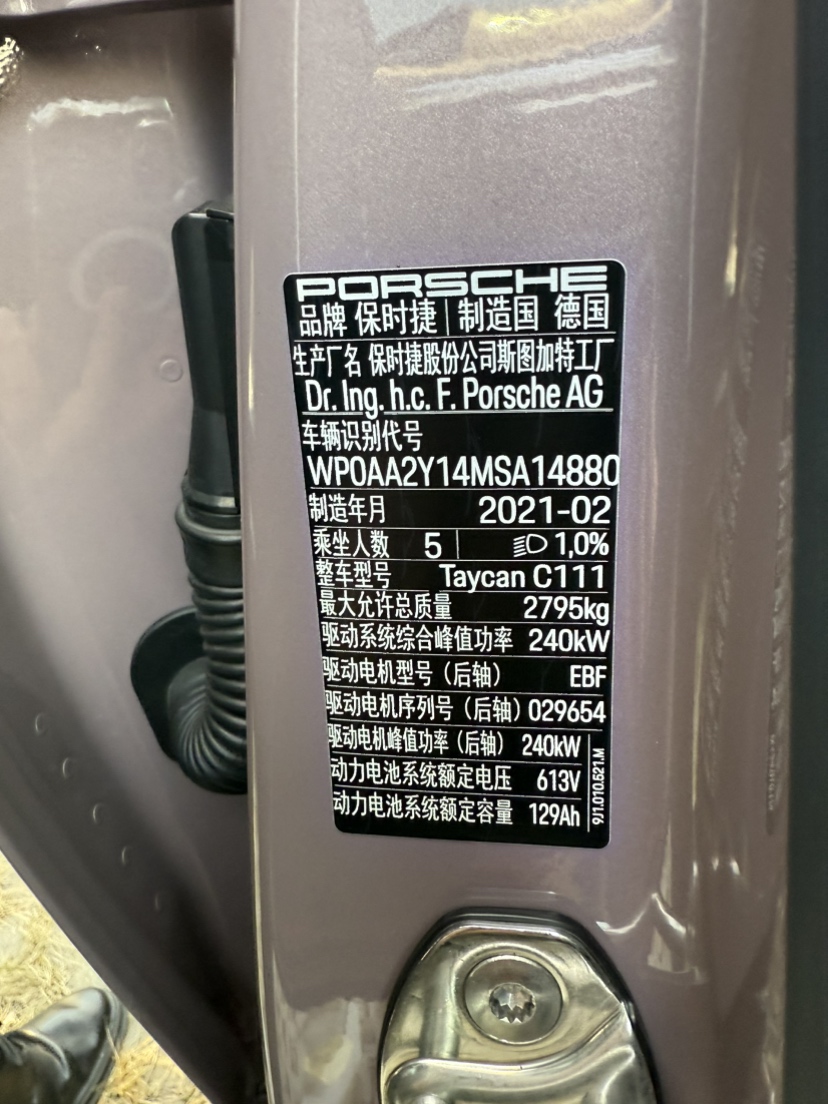 PORSCHE
品牌 保时捷 制造国 德国
生产厂名 保时捷股份公司斯图加特工厂
Dr. Ing. h.c. F. Porsche AG
车辆识别代号
WP0AA2Y14MSA14880
制造年月 2021-02
乘坐人数 5 1,0%
整车型号 Taycan C111
最大允许总质量 2795kg
驱动系统综合峰值功率 240kW
驱动电机型号（后轴） EBF
驱动电机序列号（后轴）029654
驱动电机峰值功率（后轴） 240kW
动力电池系统额定电压 613V
动力电池系统额定容量 129Ah
9J1.010.621.M